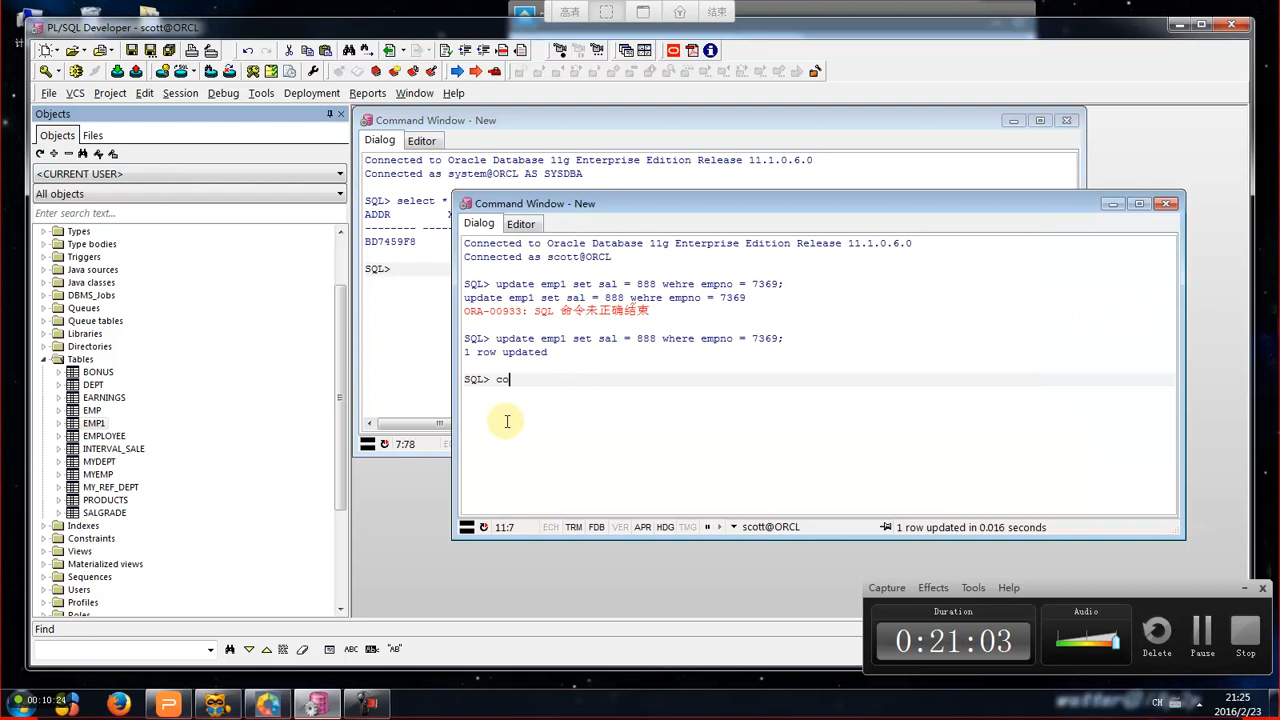 高清
结束
PL/SQL Developer - scott@ORCL
File VCS Project Edit Session Debug Tools Deployment Reports Window Help
Objects
Objects Files
<CURRENT USER>
All objects
Enter search text...
Types
Type bodies
Triggers
Java sources
Java classes
DBMS_Jobs
Queues
Queue tables
Libraries
Directories
Tables
BONUS
DEPT
EARNINGS
EMP
EMP1
EMPLOYEE
INTERVAL_SALE
MYDEPT
MYEMP
MY_REF_DEPT
PRODUCTS
SALGRADE
Indexes
Constraints
Views
Materialized views
Sequences
Users
Profiles
Roles
Find
ABC "AB"
Command Window - New
Dialog Editor
Connected to Oracle Database 11g Enterprise Edition Release 11.1.0.6.0
Connected as system@ORCL AS SYSDBA
SQL> select *
ADDR
-------- --
BD7459F8
SQL>
7:78
Command Window - New
Dialog Editor
Connected to Oracle Database 11g Enterprise Edition Release 11.1.0.6.0
Connected as scott@ORCL
SQL> update emp1 set sal = 888 wehre empno = 7369;
update emp1 set sal = 888 wehre empno = 7369
ORA-00933: SQL 命令未正确结束
SQL> update emp1 set sal = 888 where empno = 7369;
1 row updated
SQL> co
11:7 ECH TRM FDB VER APR HDG TMG scott@ORCL 1 row updated in 0.016 seconds
Capture Effects Tools Help
Duration
0:21:03
Audio
Delete Pause Stop
00:10:24
CH
21:25
2016/2/23